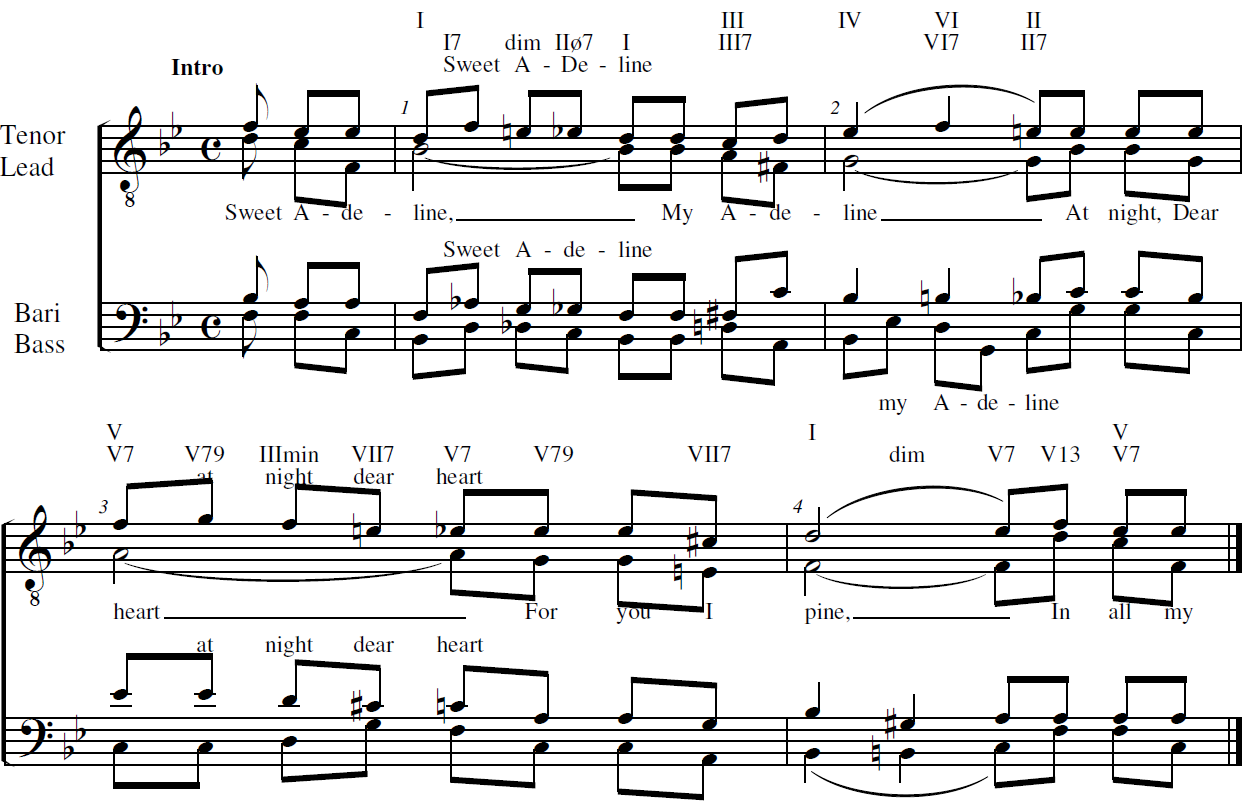 I III IV VI II
I7 dim IIø7 I III7 VI7 II7
Intro Sweet A - De - line
1 2
Tenor
Lead
8
Sweet A - de - line, My A - de - line At night, Dear
Sweet A - de - line
Bari
Bass
my A - de - line
V I V
V7 V79 IIImin VII7 V7 V79 VII7 dim V7 V13 V7
at night dear heart
3 4
8
heart For you I pine, In all my
at night dear heart